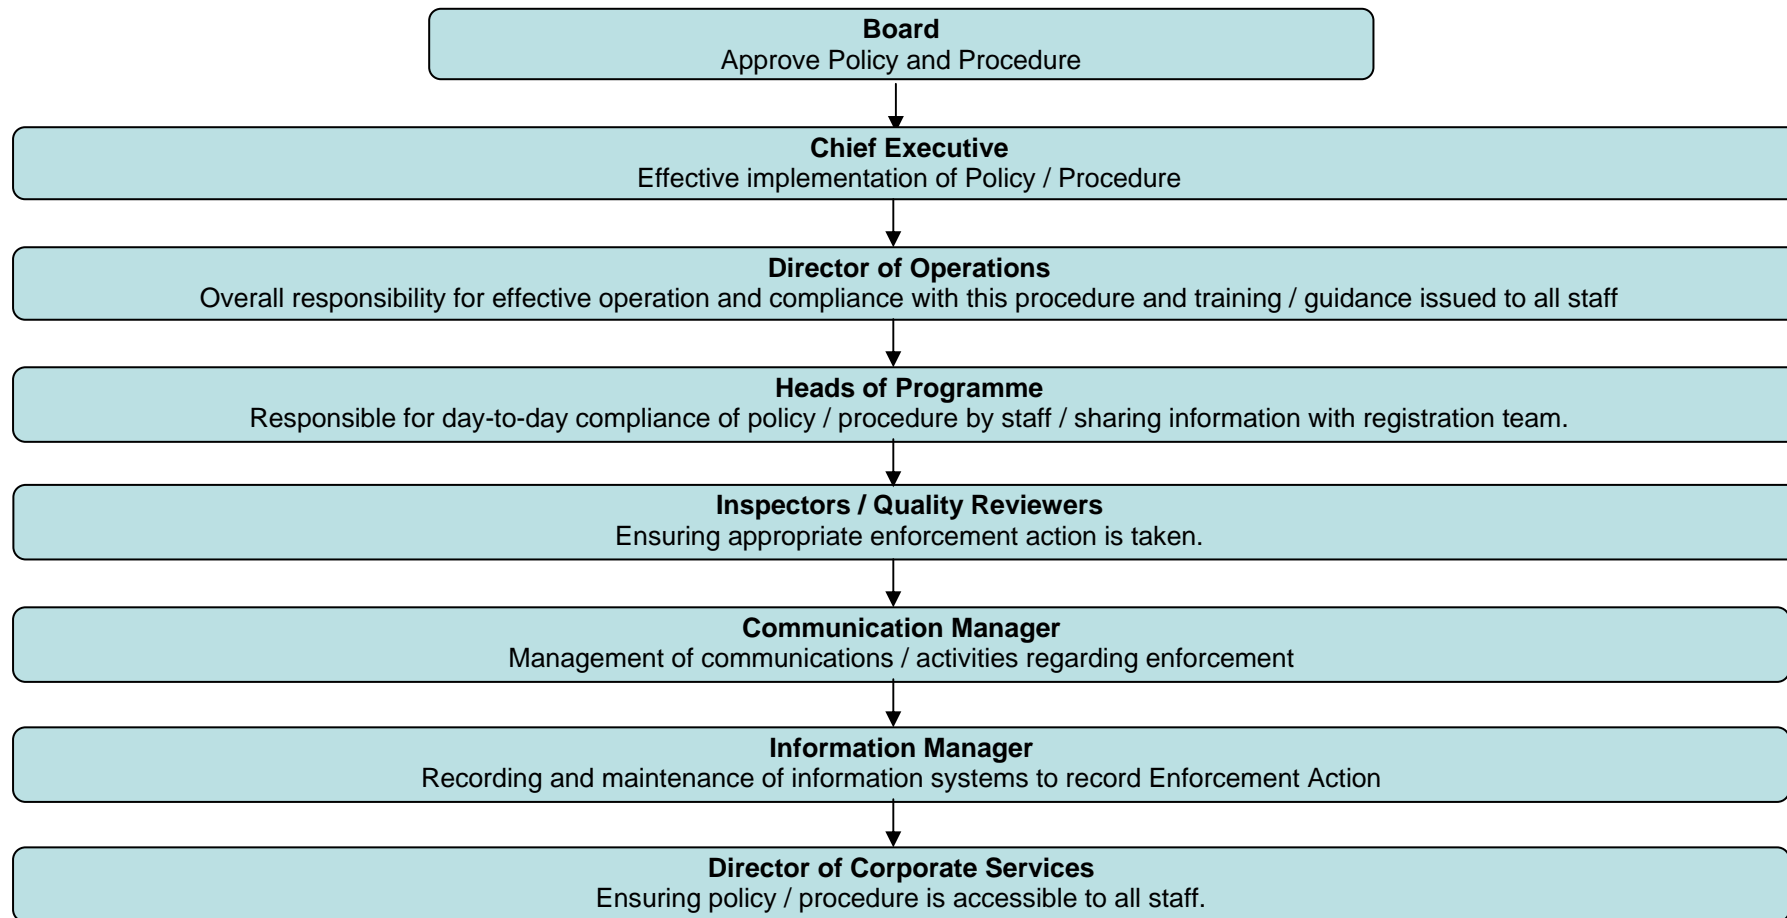 Board
Approve Policy and Procedure
Chief Executive
Effective implementation of Policy / Procedure
Director of Operations
Overall responsibility for effective operation and compliance with this procedure and training / guidance issued to all staff
Heads of Programme
Responsible for day-to-day compliance of policy / procedure by staff / sharing information with registration team.
Inspectors / Quality Reviewers
Ensuring appropriate enforcement action is taken.
Communication Manager
Management of communications / activities regarding enforcement
Information Manager
Recording and maintenance of information systems to record Enforcement Action
Director of Corporate Services
Ensuring policy / procedure is accessible to all staff.